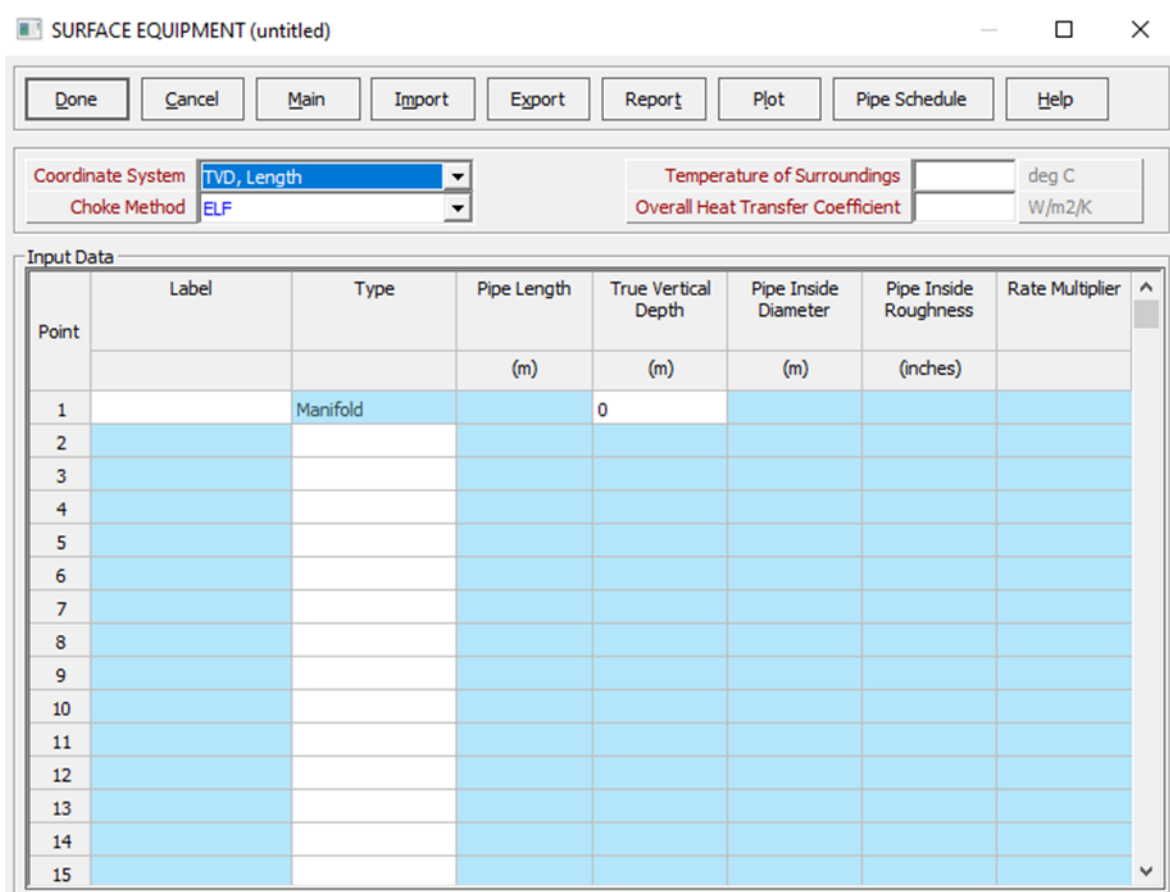 SURFACE EQUIPMENT (untitled)
Done Cancel Main Import Export Report Plot Pipe Schedule Help
Coordinate System TVD, Length Temperature of Surroundings deg C
Choke Method ELF Overall Heat Transfer Coefficient W/m2/K
Input Data
Point Label Type Pipe Length True Vertical Depth Pipe Inside Diameter Pipe Inside Roughness Rate Multiplier
(m) (m) (m) (inches)
1 Manifold 0
2
3
4
5
6
7
8
9
10
11
12
13
14
15